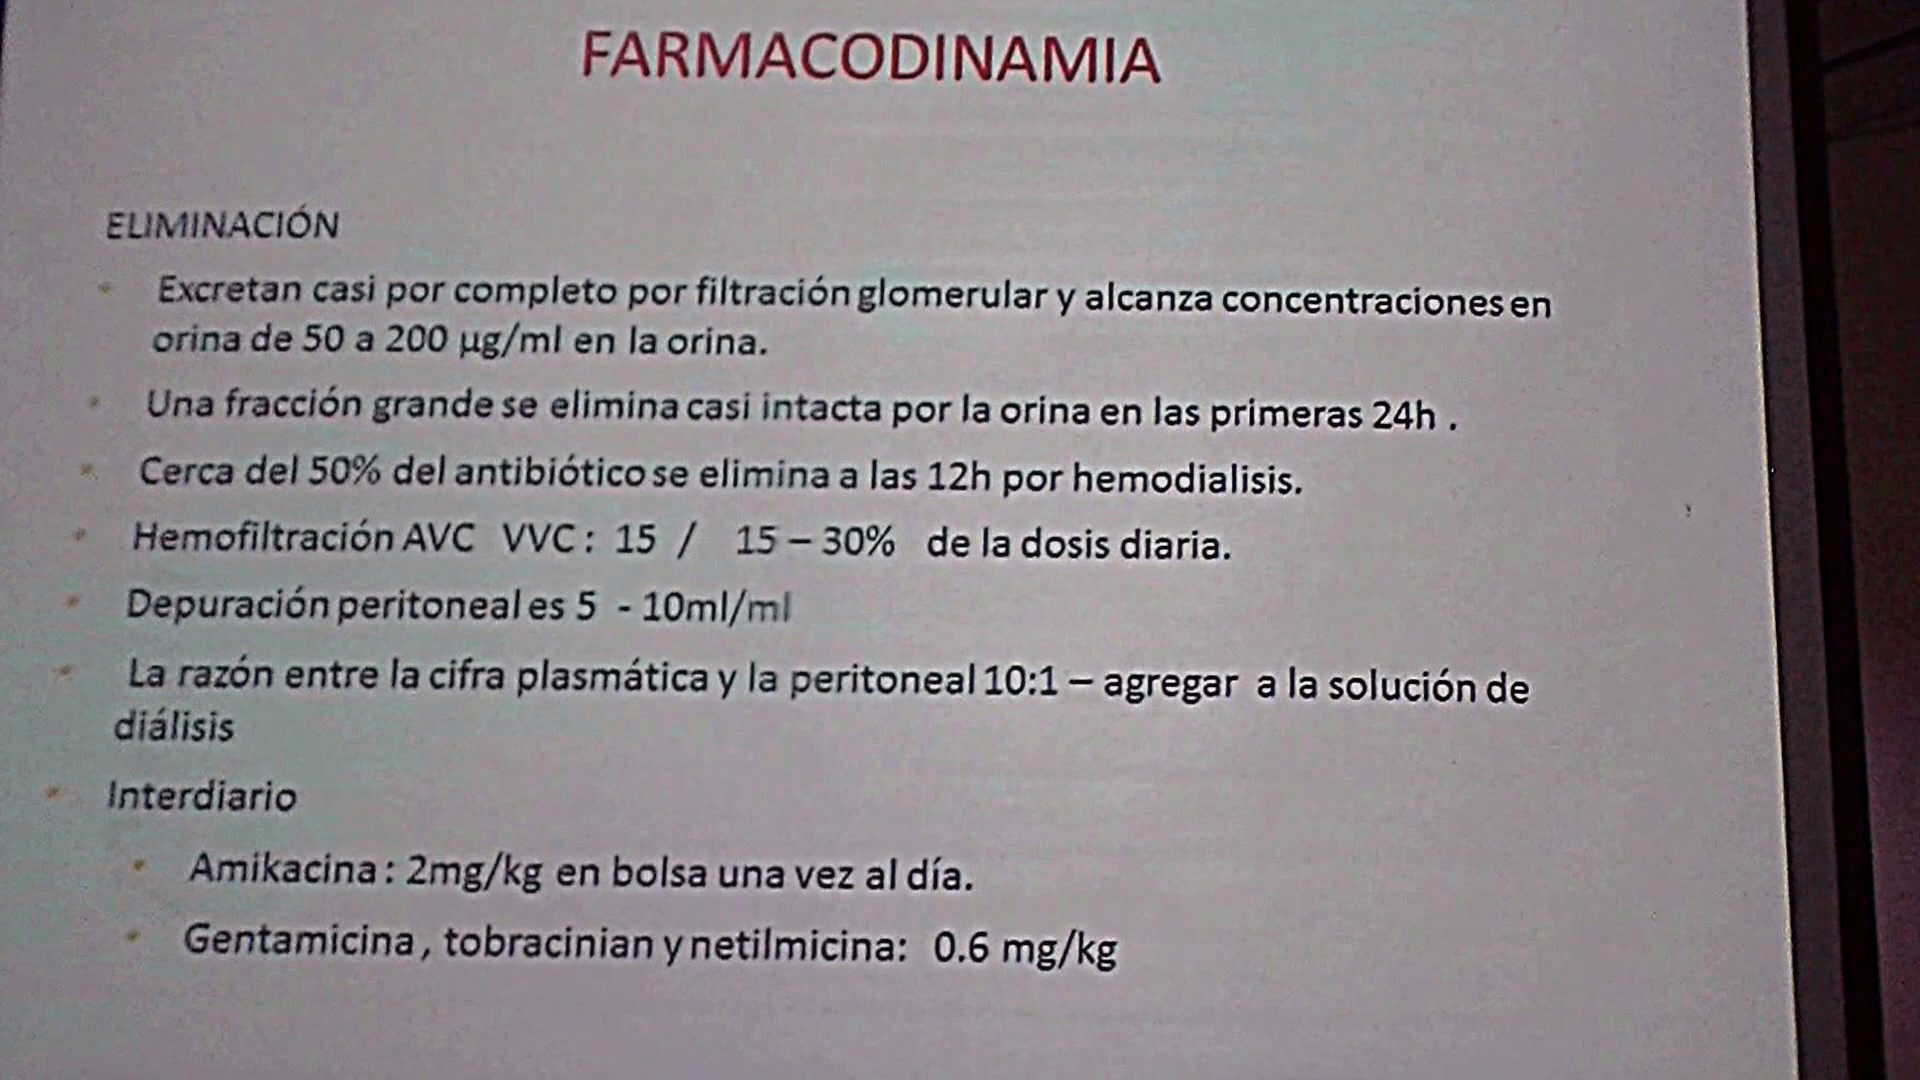 FARMACODINAMIA
ELIMINACIÓN
Excretan casi por completo por filtración glomerular y alcanza concentraciones en
orina de 50 a 200 µg/ml en la orina.
Una fracción grande se elimina casi intacta por la orina en las primeras 24h .
Cerca del 50% del antibiótico se elimina a las 12h por hemodialisis.
Hemofiltración AVC VVC : 15 / 15 – 30% de la dosis diaria.
Depuración peritoneal es 5 - 10ml/ml
La razón entre la cifra plasmática y la peritoneal 10:1 – agregar a la solución de
diálisis
Interdiario
Amikacina : 2mg/kg en bolsa una vez al día.
Gentamicina , tobracinian y netilmicina: 0.6 mg/kg